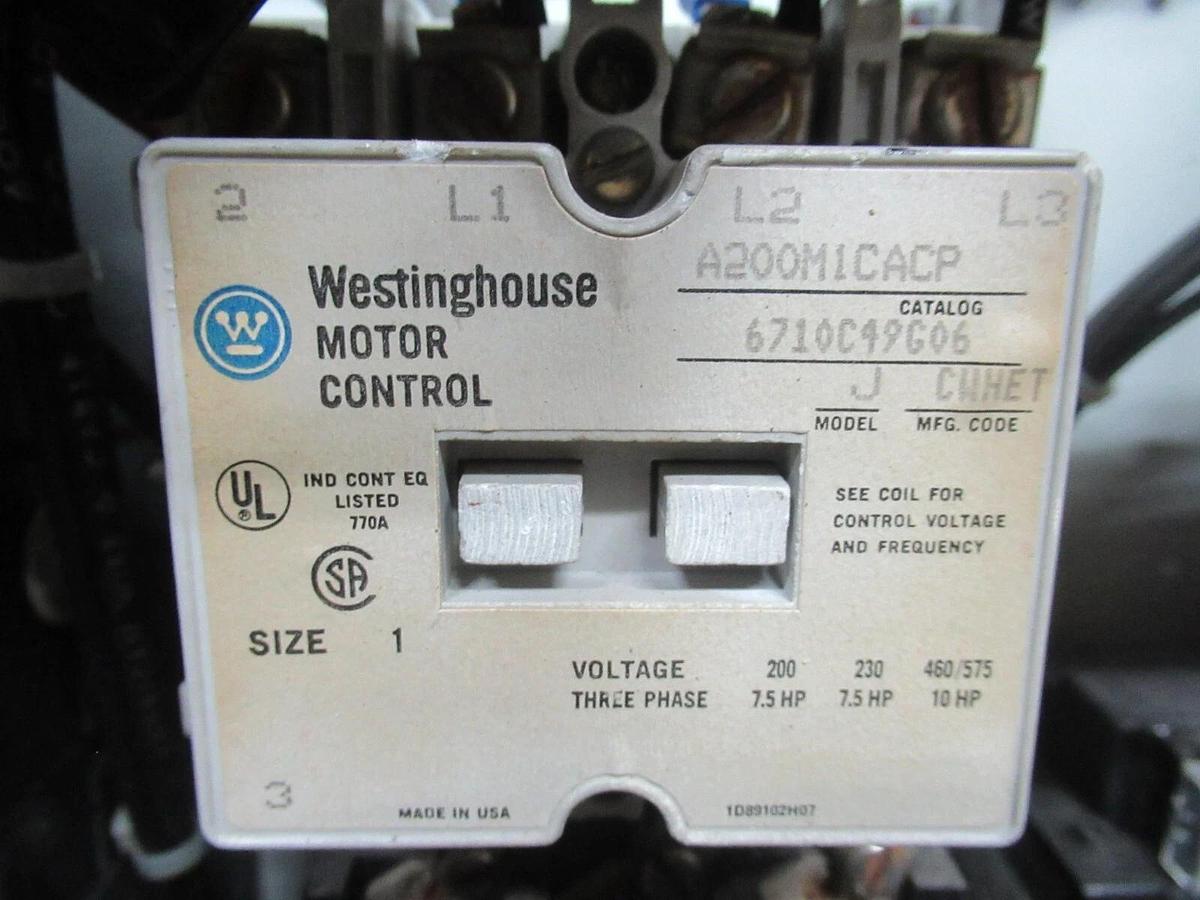 2 L1 L2 L3
A200M1CACP
CATALOG
Westinghouse
MOTOR
CONTROL
6710C49G06
J CWHET
MODEL MFG. CODE
UL
IND CONT EQ
LISTED
770A
SA
SEE COIL FOR
CONTROL VOLTAGE
AND FREQUENCY
SIZE 1
VOLTAGE 200 230 460/575
THREE PHASE 7.5 HP 7.5 HP 10 HP
3
MADE IN USA
1D89102H07